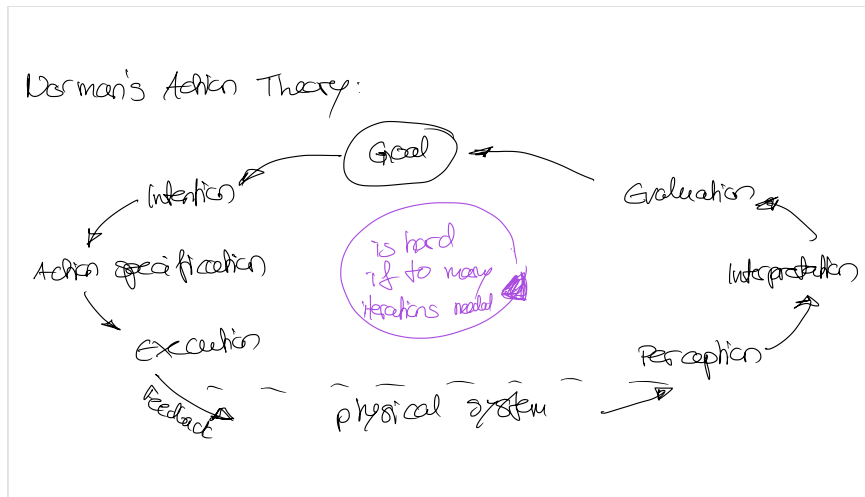 Norman's Action Theory:
Goal
Intention
Evaluation
Action specification
is hard
if to many
iterations needed
Interpretation
Execution
Perception
Feedback
physical system